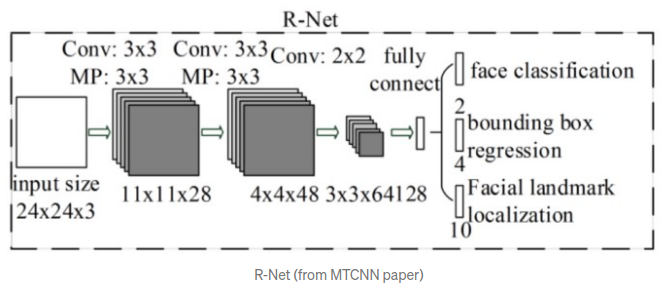 R-Net
Conv: 3x3 Conv: 3x3 Conv: 2x2 fully
MP: 3x3 MP: 3x3 connect
face classification
2
bounding box
regression
4
Facial landmark
localization
10
input size
24x24x3
11x11x28 4x4x48 3x3x64 128
R-Net (from MTCNN paper)